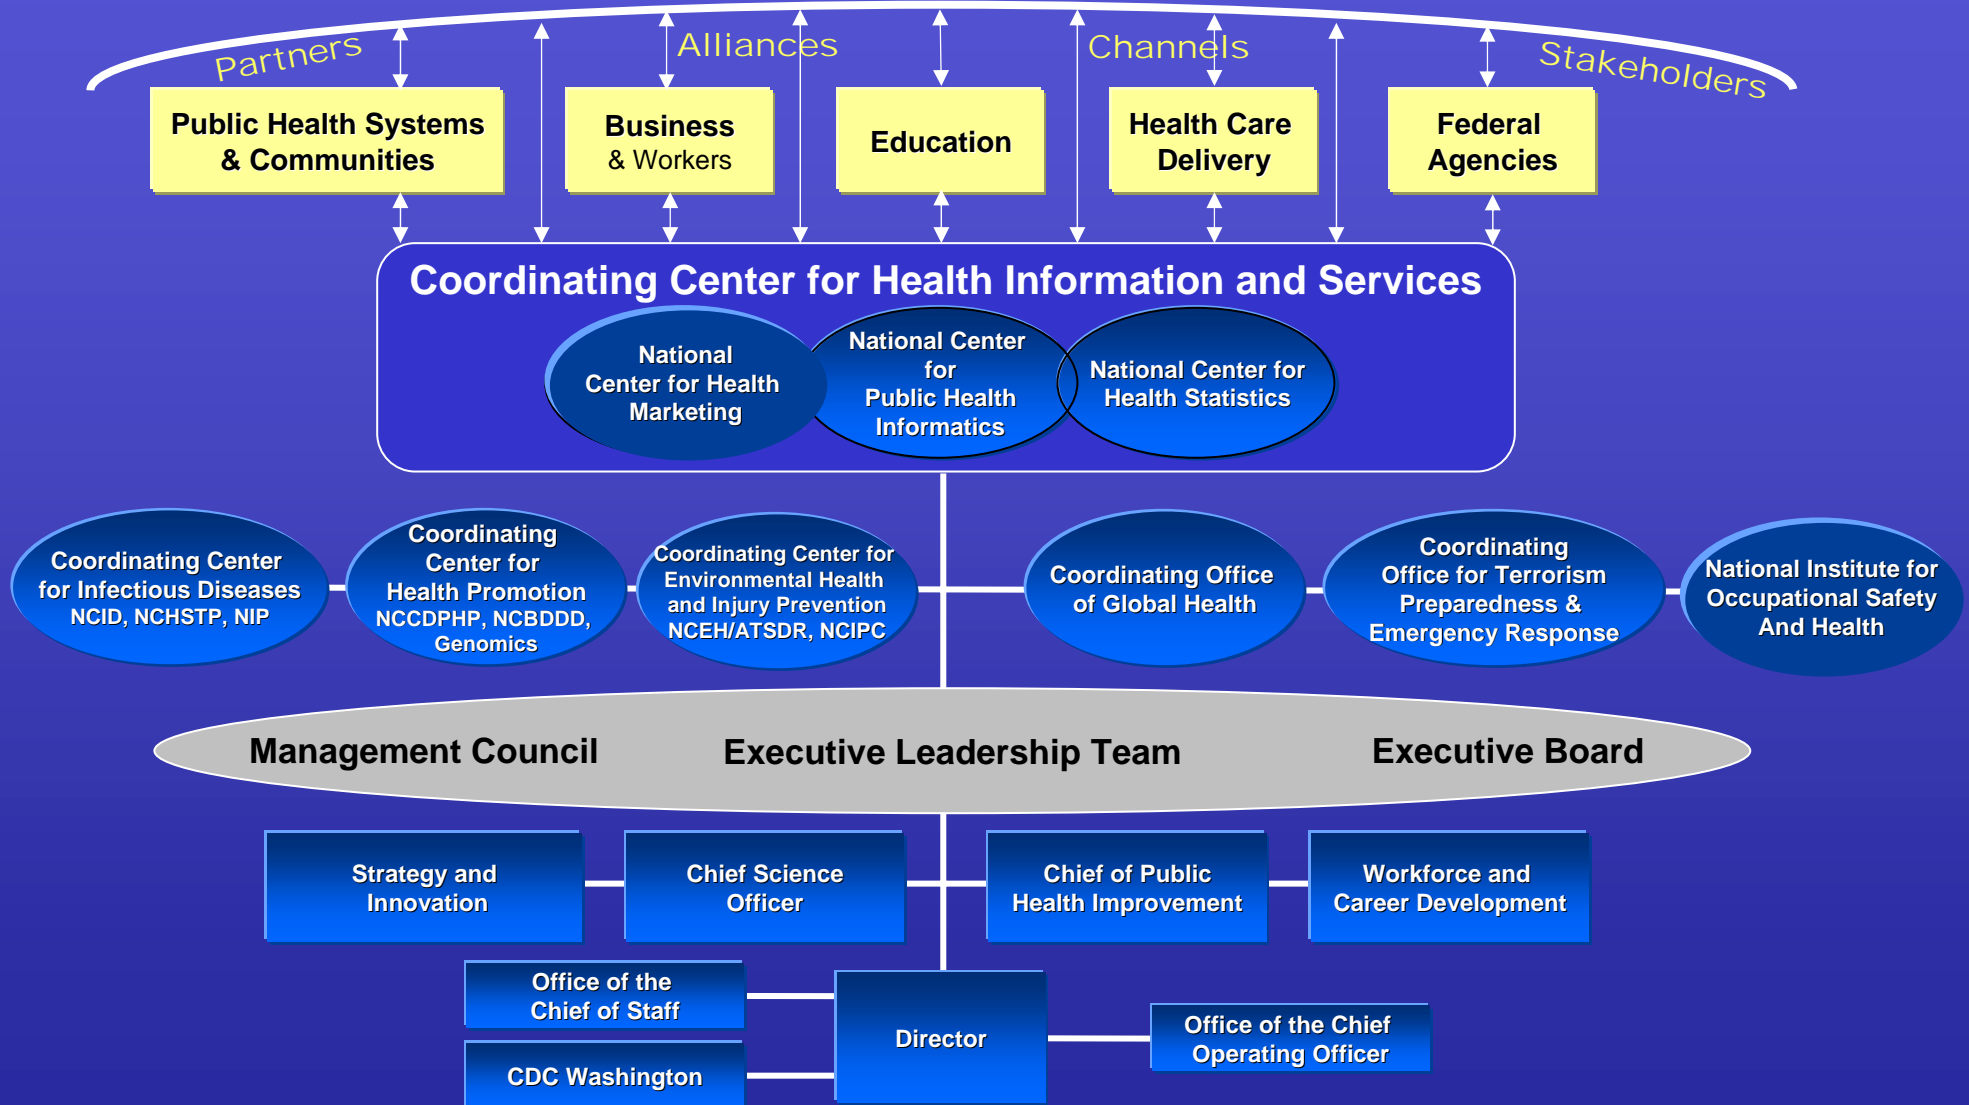 Partners
Alliances
Channels
Stakeholders
Public Health Systems
& Communities
Business
& Workers
Education
Health Care
Delivery
Federal
Agencies
Coordinating Center for Health Information and Services
National
Center for Health
Marketing
National Center
for
Public Health
Informatics
National Center for
Health Statistics
Coordinating Center
for Infectious Diseases
NCID, NCHSTP, NIP
Coordinating
Center for
Health Promotion
NCCDPHP, NCBDDD,
Genomics
Coordinating Center for
Environmental Health
and Injury Prevention
NCEH/ATSDR, NCIPC
Coordinating Office
of Global Health
Coordinating
Office for Terrorism
Preparedness &
Emergency Response
National Institute for
Occupational Safety
And Health
Management Council
Executive Leadership Team
Executive Board
Strategy and
Innovation
Chief Science
Officer
Chief of Public
Health Improvement
Workforce and
Career Development
Office of the
Chief of Staff
CDC Washington
Director
Office of the Chief
Operating Officer